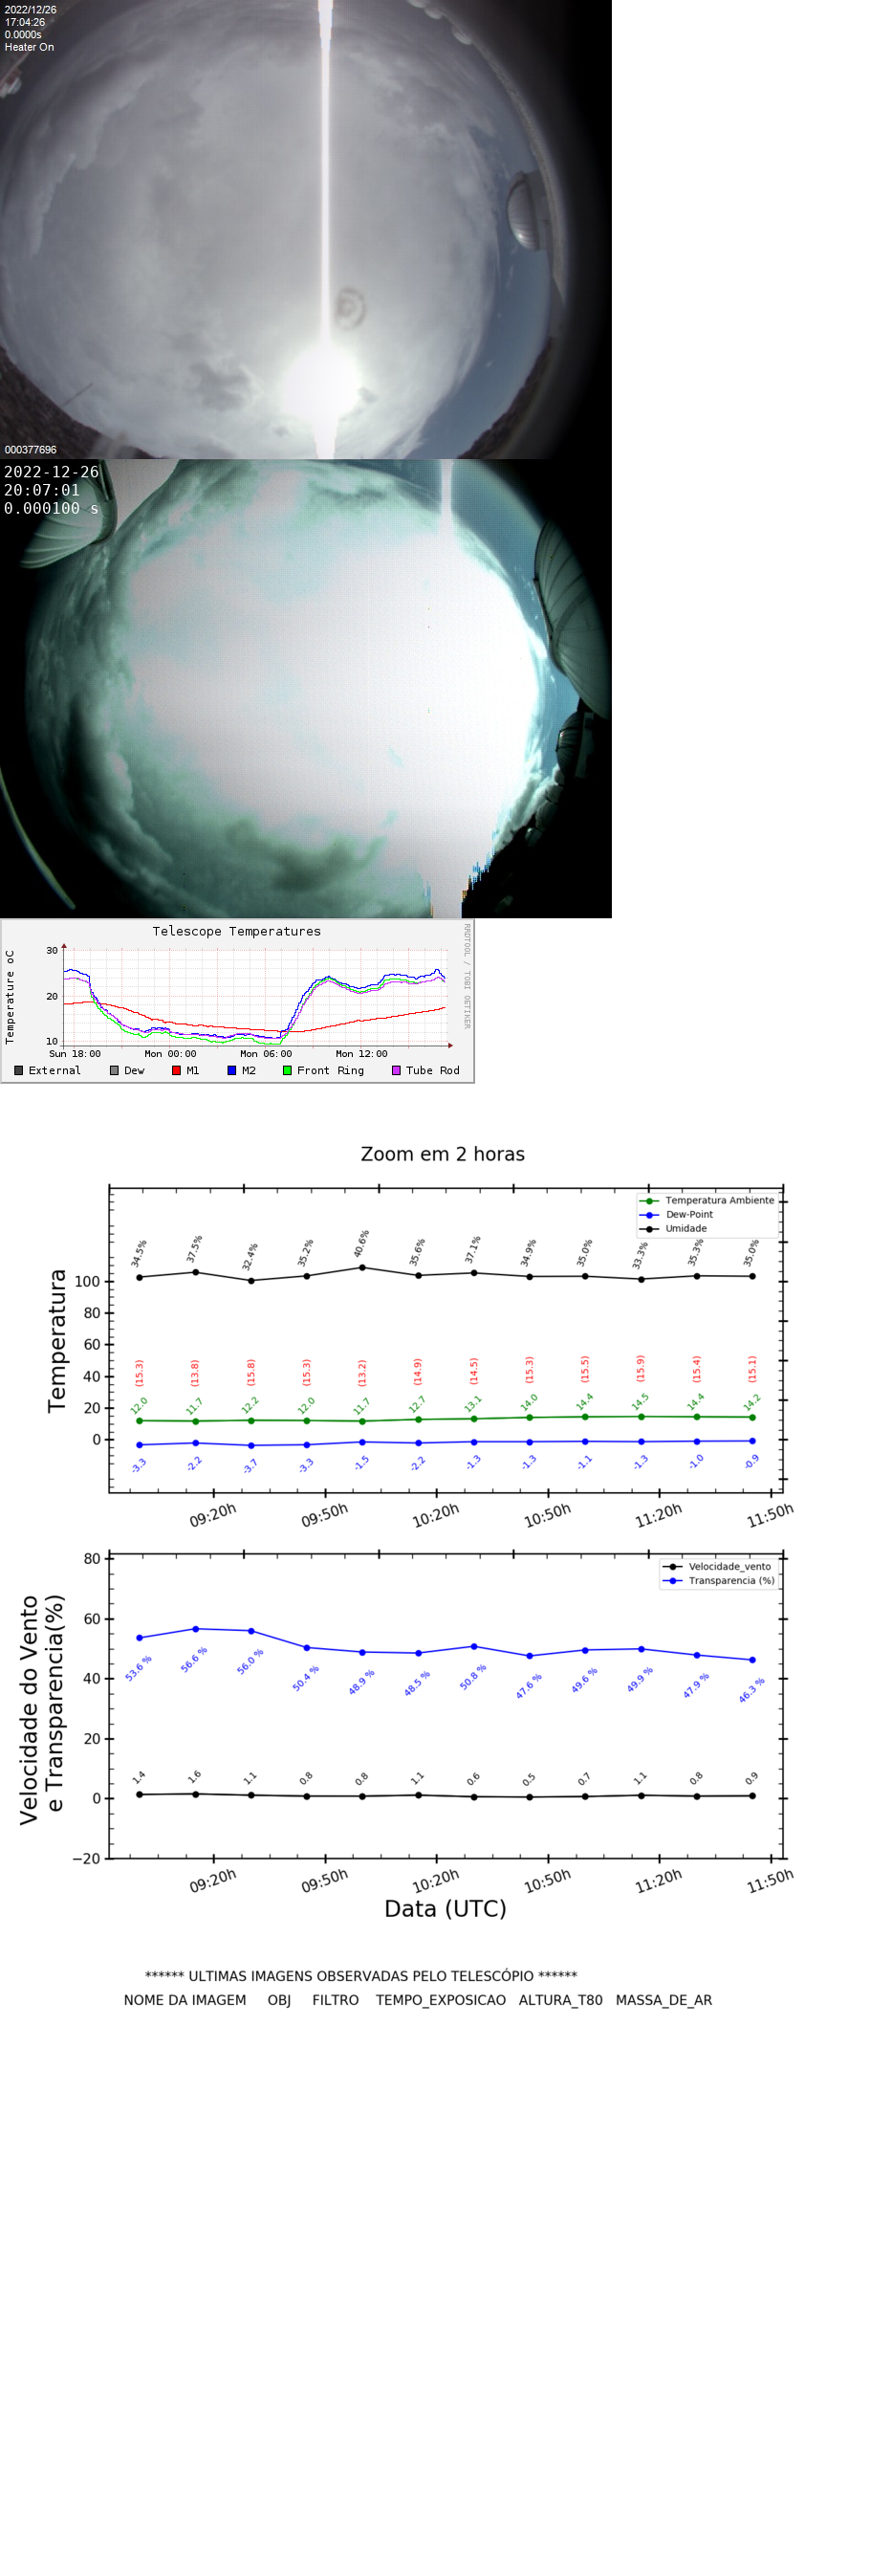 2022/12/26
17:04:26
0.0000s
Heater On
000377696
2022-12-26
20:07:01
0.000100 s
Telescope Temperatures
RRDTOOL / TOBI OETIKER
Temperature oC
30
20
10
Sun 18:00 Mon 00:00 Mon 06:00 Mon 12:00
External Dew M1 M2 Front Ring Tube Rod
Zoom em 2 horas
Temperatura Ambiente
Dew-Point
Umidade
34.5% 37.5% 32.4% 35.2% 40.6% 35.6% 37.1% 34.9% 35.0% 33.3% 35.3% 35.0%
Temperatura
100
80
60
40
20
0
(15.3) (13.8) (15.8) (15.3) (13.2) (14.9) (14.5) (15.3) (15.5) (15.9) (15.4) (15.1)
12.0 11.7 12.2 12.0 11.7 12.7 13.1 14.0 14.4 14.5 14.4 14.2
-3.3 -2.2 -3.7 -3.3 -1.5 -2.2 -1.3 -1.3 -1.1 -1.3 -1.0 -0.9
09:20h 09:50h 10:20h 10:50h 11:20h 11:50h
Velocidade_vento
Transparencia (%)
Velocidade do Vento
e Transparencia(%)
80
60
40
20
0
−20
53.6 % 56.6 % 56.0 % 50.4 % 48.9 % 48.5 % 50.8 % 47.6 % 49.6 % 49.9 % 47.9 % 46.3 %
1.4 1.6 1.1 0.8 0.8 1.1 0.6 0.5 0.7 1.1 0.8 0.9
09:20h 09:50h 10:20h 10:50h 11:20h 11:50h
Data (UTC)
****** ULTIMAS IMAGENS OBSERVADAS PELO TELESCÓPIO ******
NOME DA IMAGEM OBJ FILTRO TEMPO_EXPOSICAO ALTURA_T80 MASSA_DE_AR